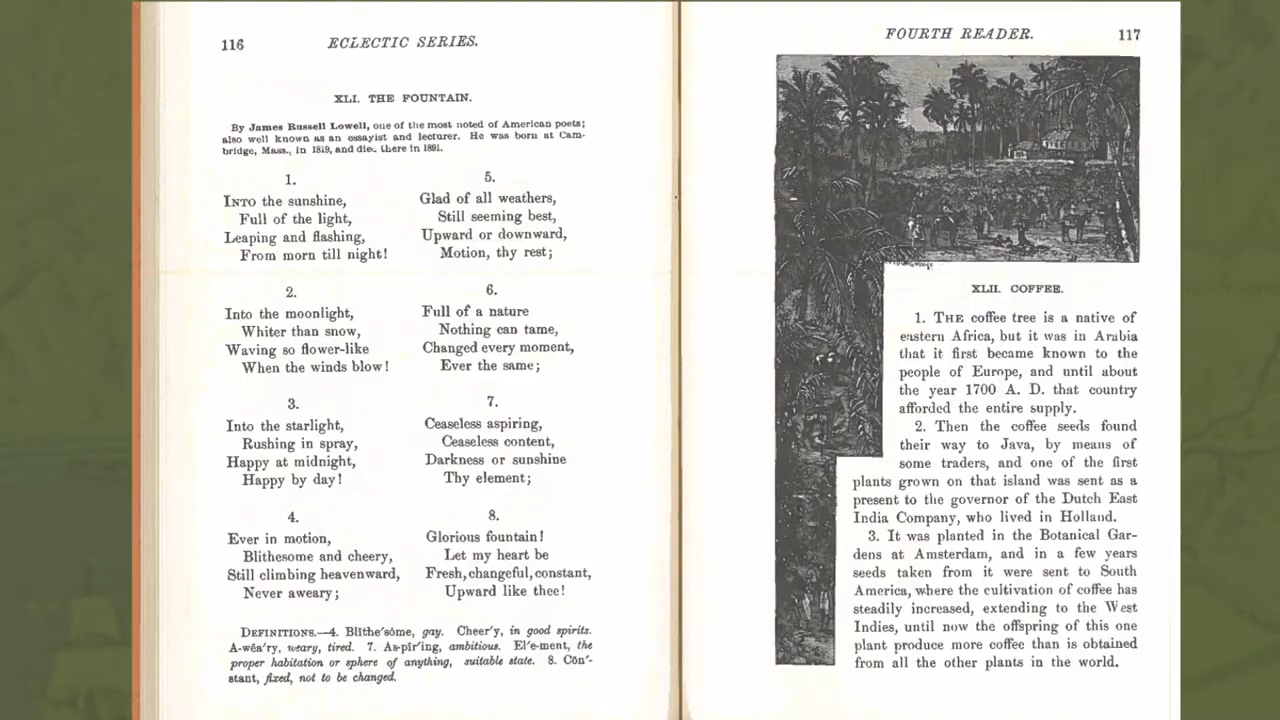 116 ECLECTIC SERIES.
XLI. THE FOUNTAIN.
By James Russell Lowell, one of the most noted of American poets;
also well known as an essayist and lecturer. He was born at Cam-
bridge, Mass., in 1819, and died there in 1891.
1.
INTO the sunshine,
Full of the light,
Leaping and flashing,
From morn till night!
2.
Into the moonlight,
Whiter than snow,
Waving so flower-like
When the winds blow!
3.
Into the starlight,
Rushing in spray,
Happy at midnight,
Happy by day!
4.
Ever in motion,
Blithesome and cheery,
Still climbing heavenward,
Never aweary;
5.
Glad of all weathers,
Still seeming best,
Upward or downward,
Motion, thy rest;
6.
Full of a nature
Nothing can tame,
Changed every moment,
Ever the same;
7.
Ceaseless aspiring,
Ceaseless content,
Darkness or sunshine
Thy element;
8.
Glorious fountain!
Let my heart be
Fresh, changeful, constant,
Upward like thee!
DEFINITIONS.—4. Blīthe'sȯme, gay. Cheer'y, in good spirits.
A-wēa'ry, weary, tired. 7. As-pīr'ing, ambitious. El'e-ment, the
proper habitation or sphere of anything, suitable state. 8. Cŏn'-
stant, fixed, not to be changed.
FOURTH READER. 117
XLII. COFFEE.
1. THE coffee tree is a native of
eastern Africa, but it was in Arabia
that it first became known to the
people of Europe, and until about
the year 1700 A. D. that country
afforded the entire supply.
2. Then the coffee seeds found
their way to Java, by means of
some traders, and one of the first
plants grown on that island was sent as a
present to the governor of the Dutch East
India Company, who lived in Holland.
3. It was planted in the Botanical Gar-
dens at Amsterdam, and in a few years
seeds taken from it were sent to South
America, where the cultivation of coffee has
steadily increased, extending to the West
Indies, until now the offspring of this one
plant produce more coffee than is obtained
from all the other plants in the world.